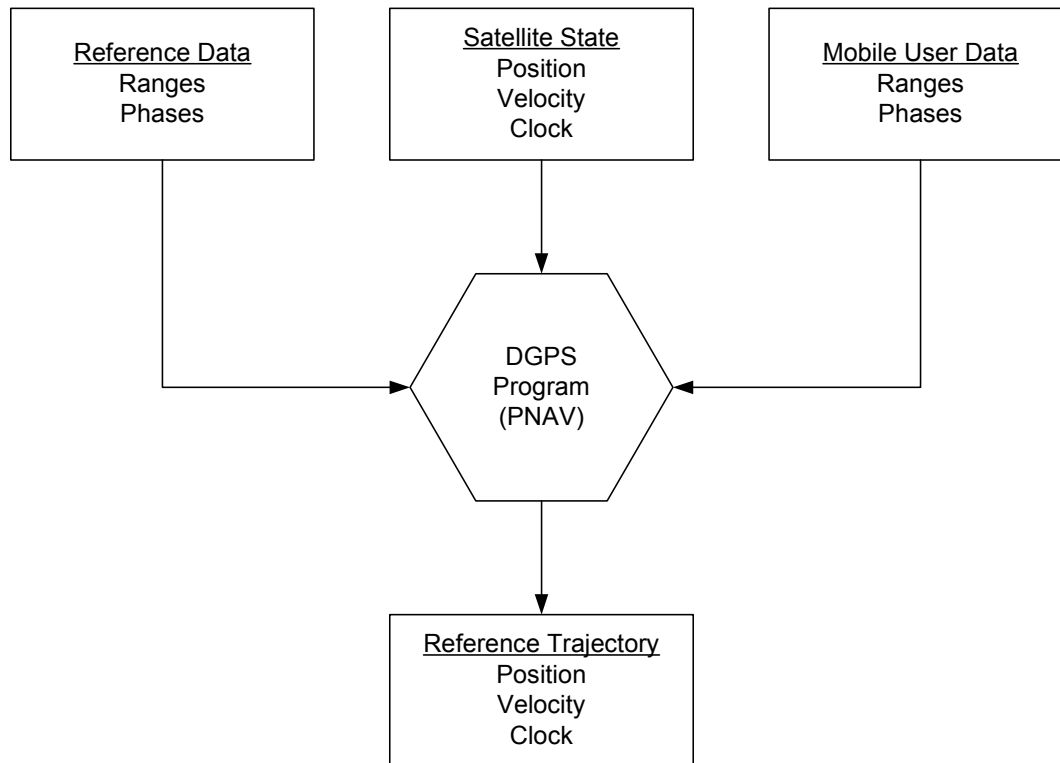 Reference Data
Ranges
Phases
Satellite State
Position
Velocity
Clock
Mobile User Data
Ranges
Phases
DGPS
Program
(PNAV)
Reference Trajectory
Position
Velocity
Clock